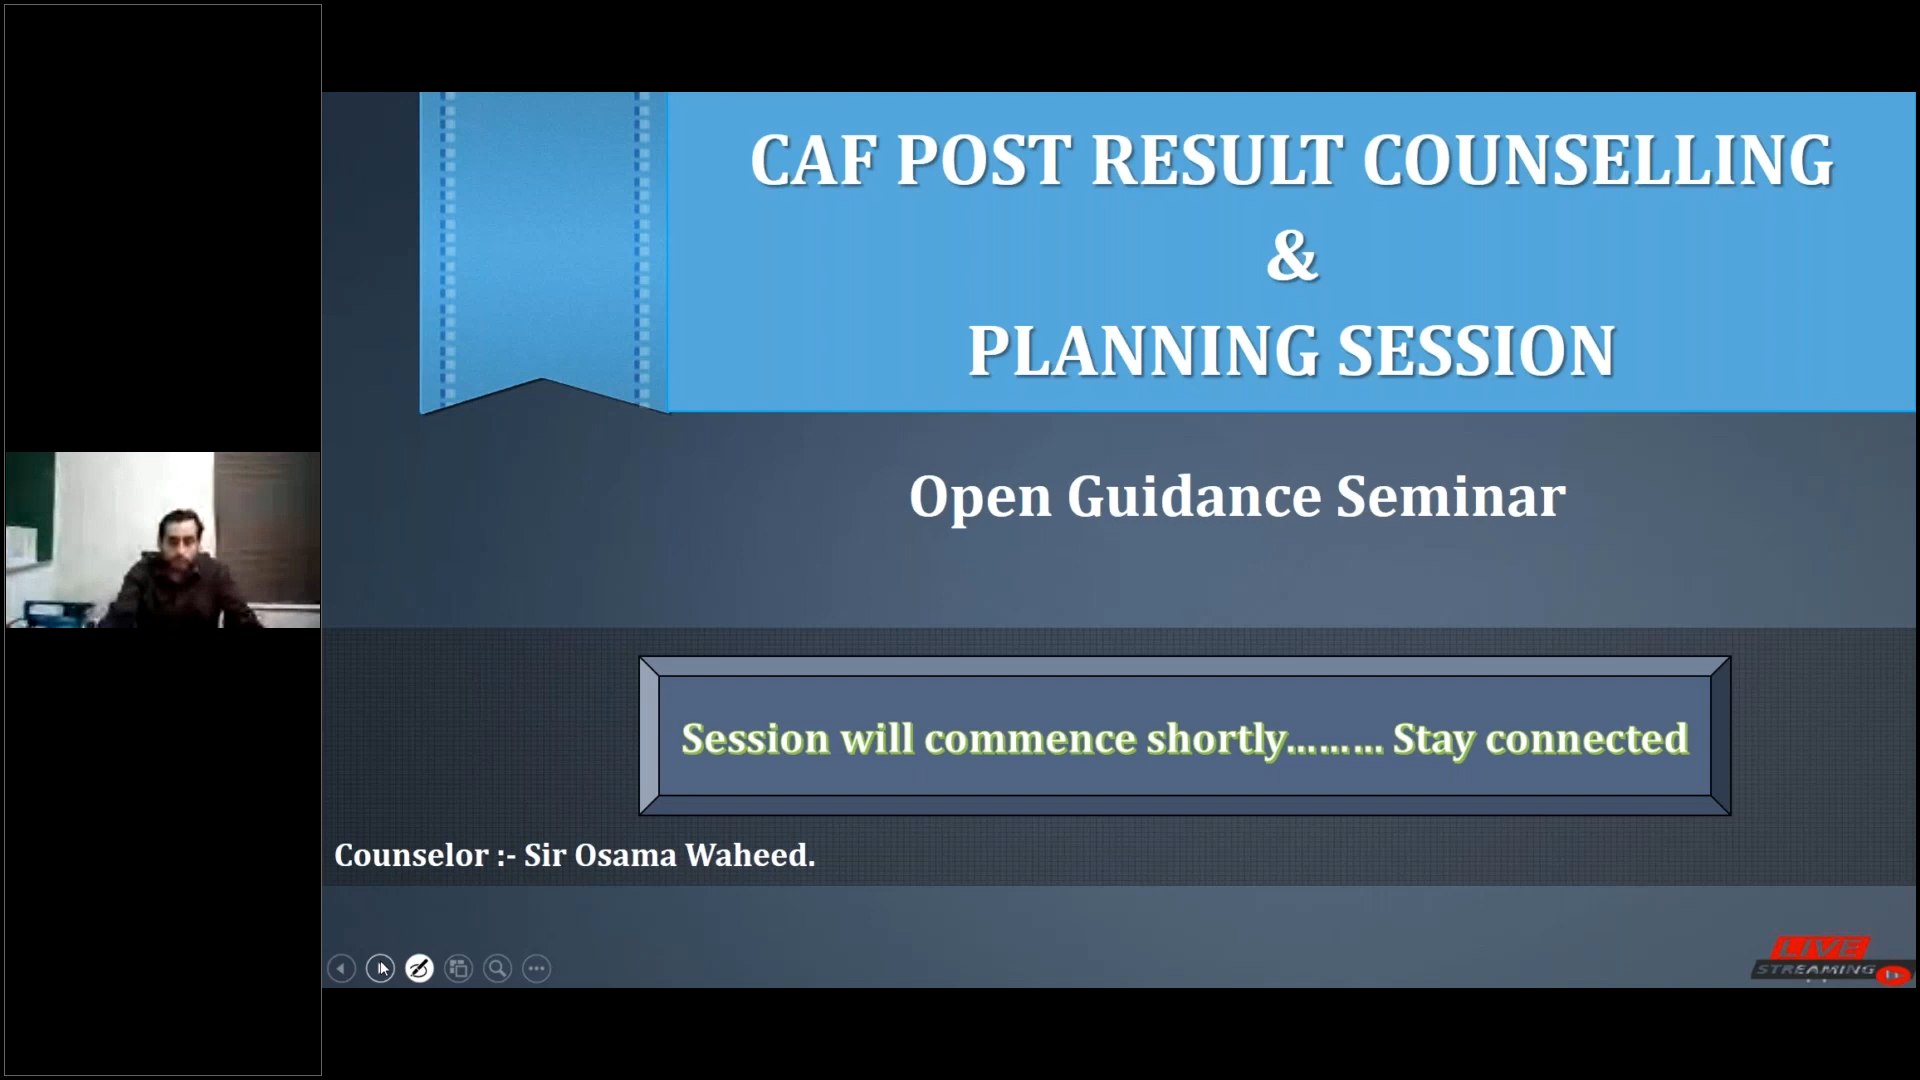 CAF POST RESULT COUNSELLING
&
PLANNING SESSION
Open Guidance Seminar
Session will commence shortly......... Stay connected
Counselor :- Sir Osama Waheed.
LIVE
STREAMING